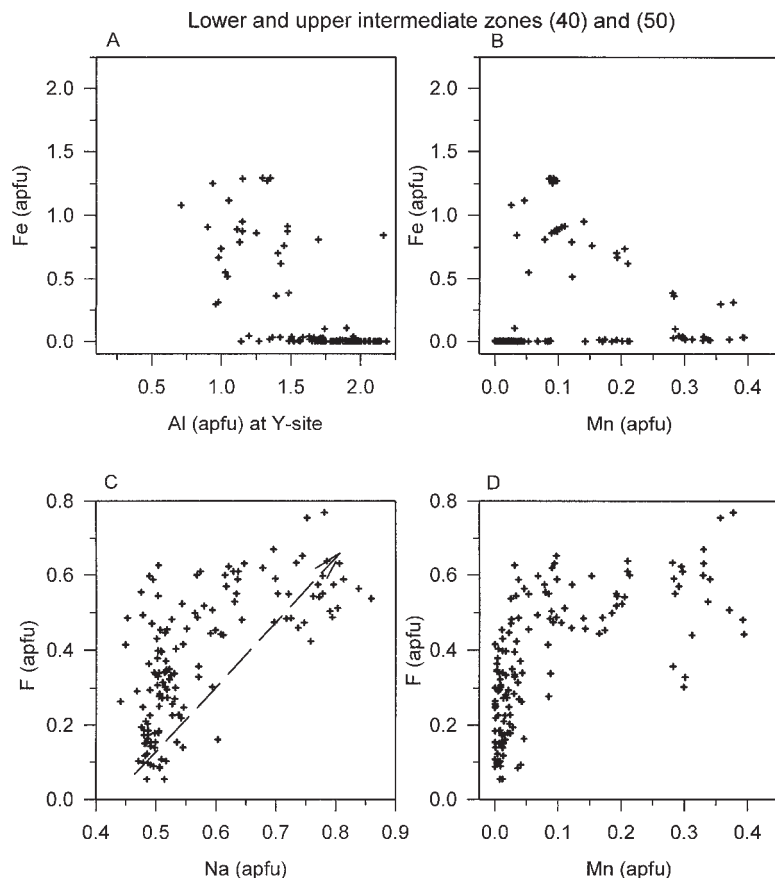 Lower and upper intermediate zones (40) and (50)
A
2.0
1.5
1.0
0.5
0.0
Fe (apfu)
0.5 1.0 1.5 2.0
Al (apfu) at Y-site
B
2.0
1.5
1.0
0.5
0.0
Fe (apfu)
0.0 0.1 0.2 0.3 0.4
Mn (apfu)
C
0.8
0.6
0.4
0.2
0.0
F (apfu)
0.4 0.5 0.6 0.7 0.8 0.9
Na (apfu)
D
0.8
0.6
0.4
0.2
0.0
F (apfu)
0.0 0.1 0.2 0.3 0.4
Mn (apfu)